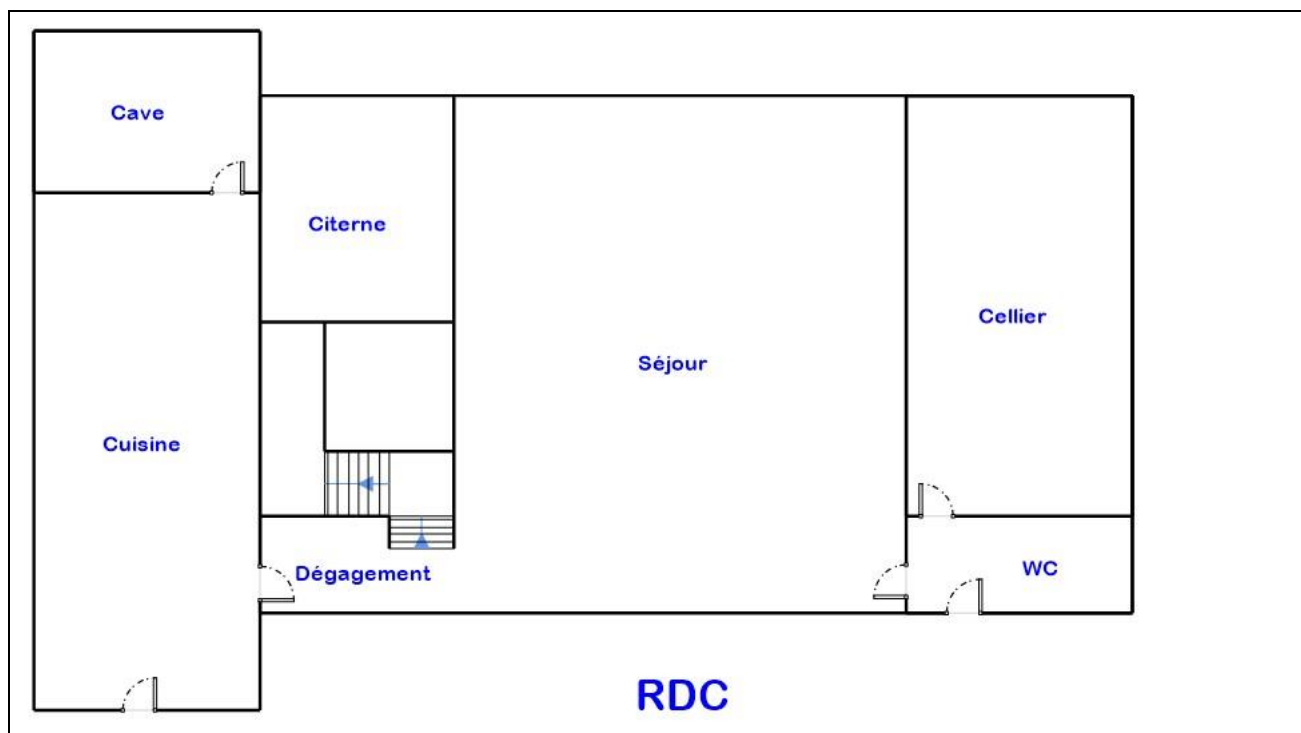 Cave
Citerne
Cellier
Séjour
Cuisine
Dégagement
WC
RDC